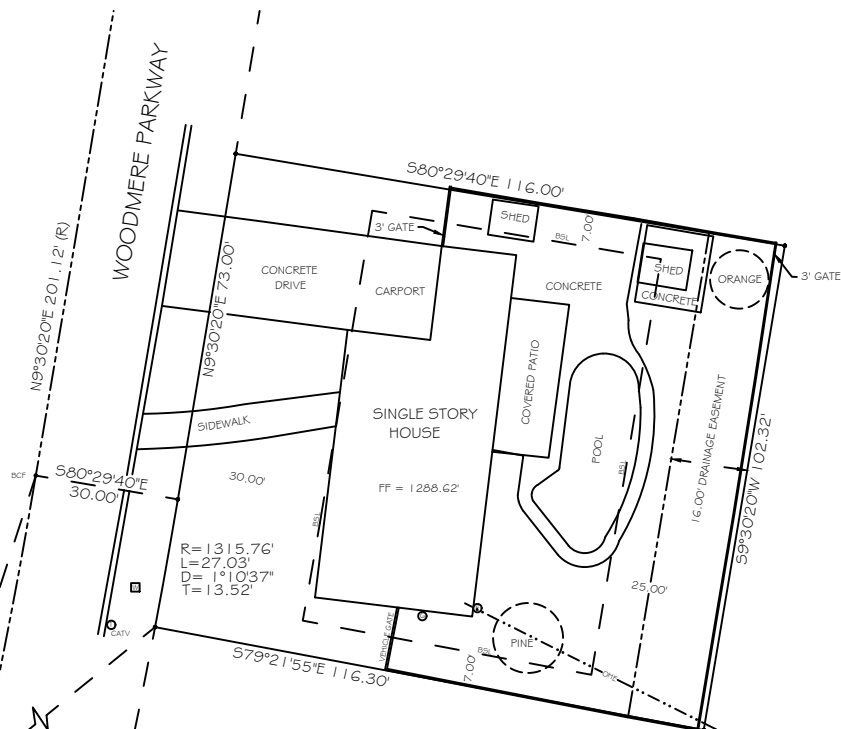 WOODMERE PARKWAY
S80°29'40"E 116.00'
SHED
7.00'
BSL
3' GATE
N9°30'20"E 201.12' (R)
N9°30'20"E 73.00'
CONCRETE
DRIVE
CARPORT
CONCRETE
SHED
CONCRETE
ORANGE
3' GATE
COVERED PATIO
SINGLE STORY
HOUSE
SIDEWALK
POOL
16.00' DRAINAGE EASEMENT
S9°30'20"W 102.32'
BCF
S80°29'40"E
30.00'
30.00'
FF = 1288.62'
BSL
BSL
R=1315.76'
L=27.03'
D= 1°10'37"
T=13.52'
25.00'
CATV
VEHICLE GATE
PINE
BSL
7.00'
OHE
S79°21'55"E 116.30'